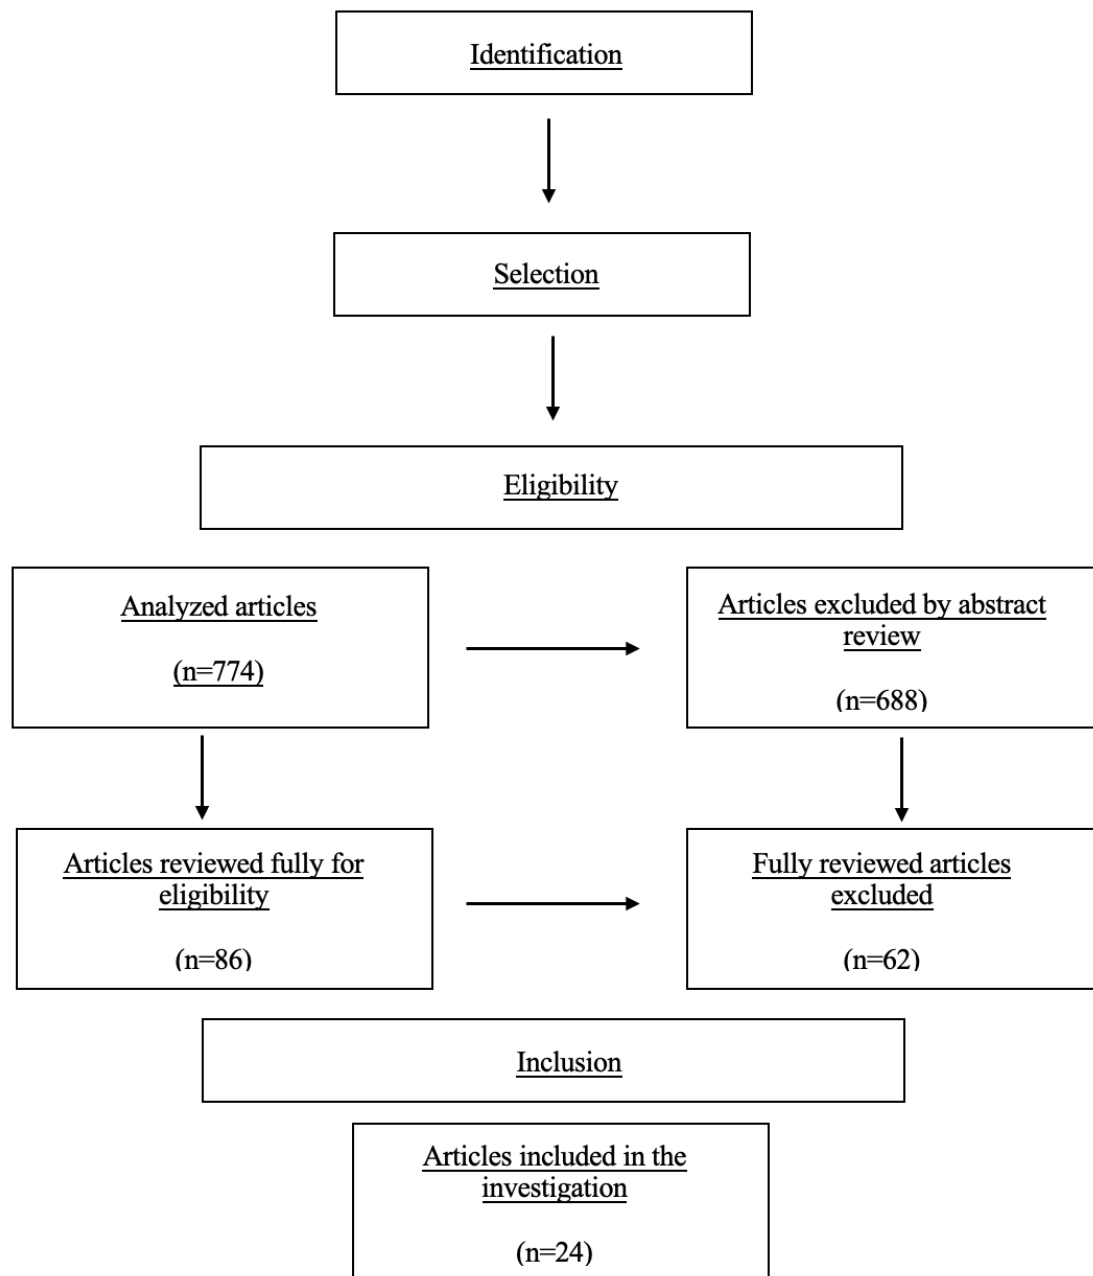 Identification
Selection
Eligibility
Analyzed articles
(n=774)
Articles excluded by abstract
review
(n=688)
Articles reviewed fully for
eligibility
(n=86)
Fully reviewed articles
excluded
(n=62)
Inclusion
Articles included in the
investigation
(n=24)